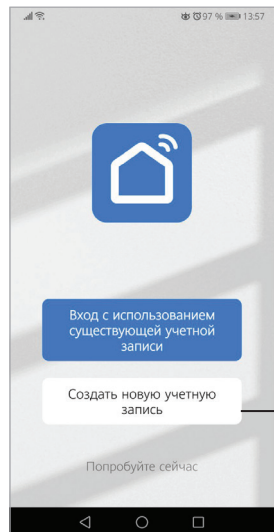 97 % 13:57
Вход с использованием
существующей учетной
записи
Создать новую учетную
запись
Попробуйте сейчас